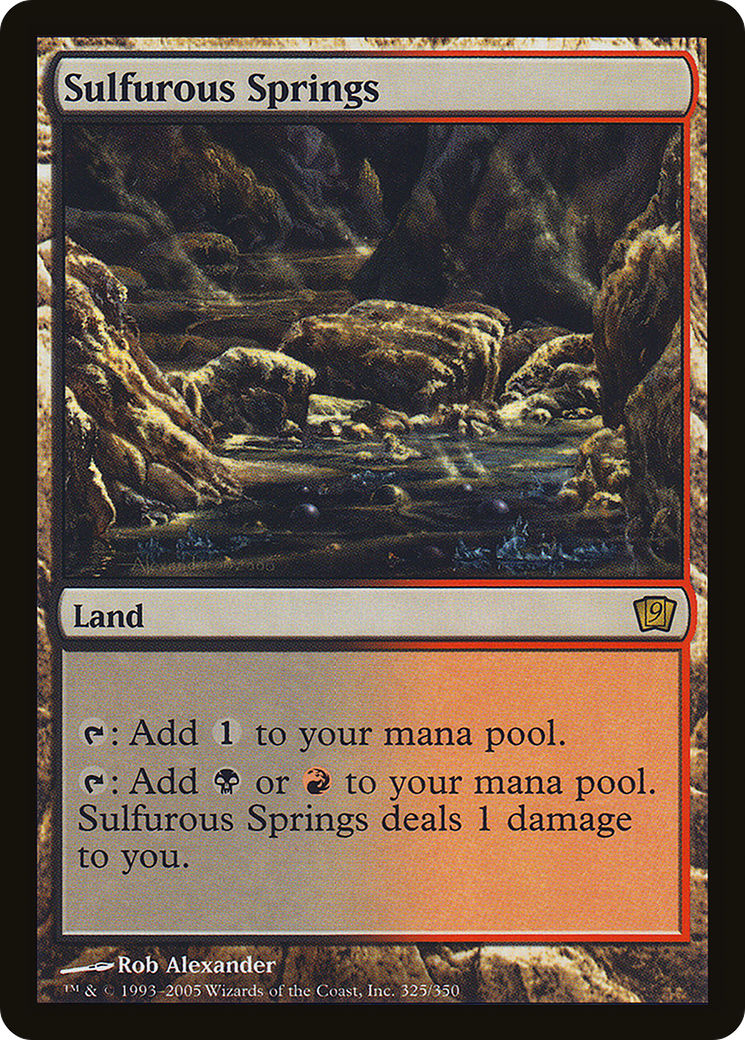 Sulfurous Springs
Land
9
: Add 1 to your mana pool.
: Add or to your mana pool.
Sulfurous Springs deals 1 damage
to you.
Rob Alexander
™ & © 1993–2005 Wizards of the Coast, Inc. 325/350